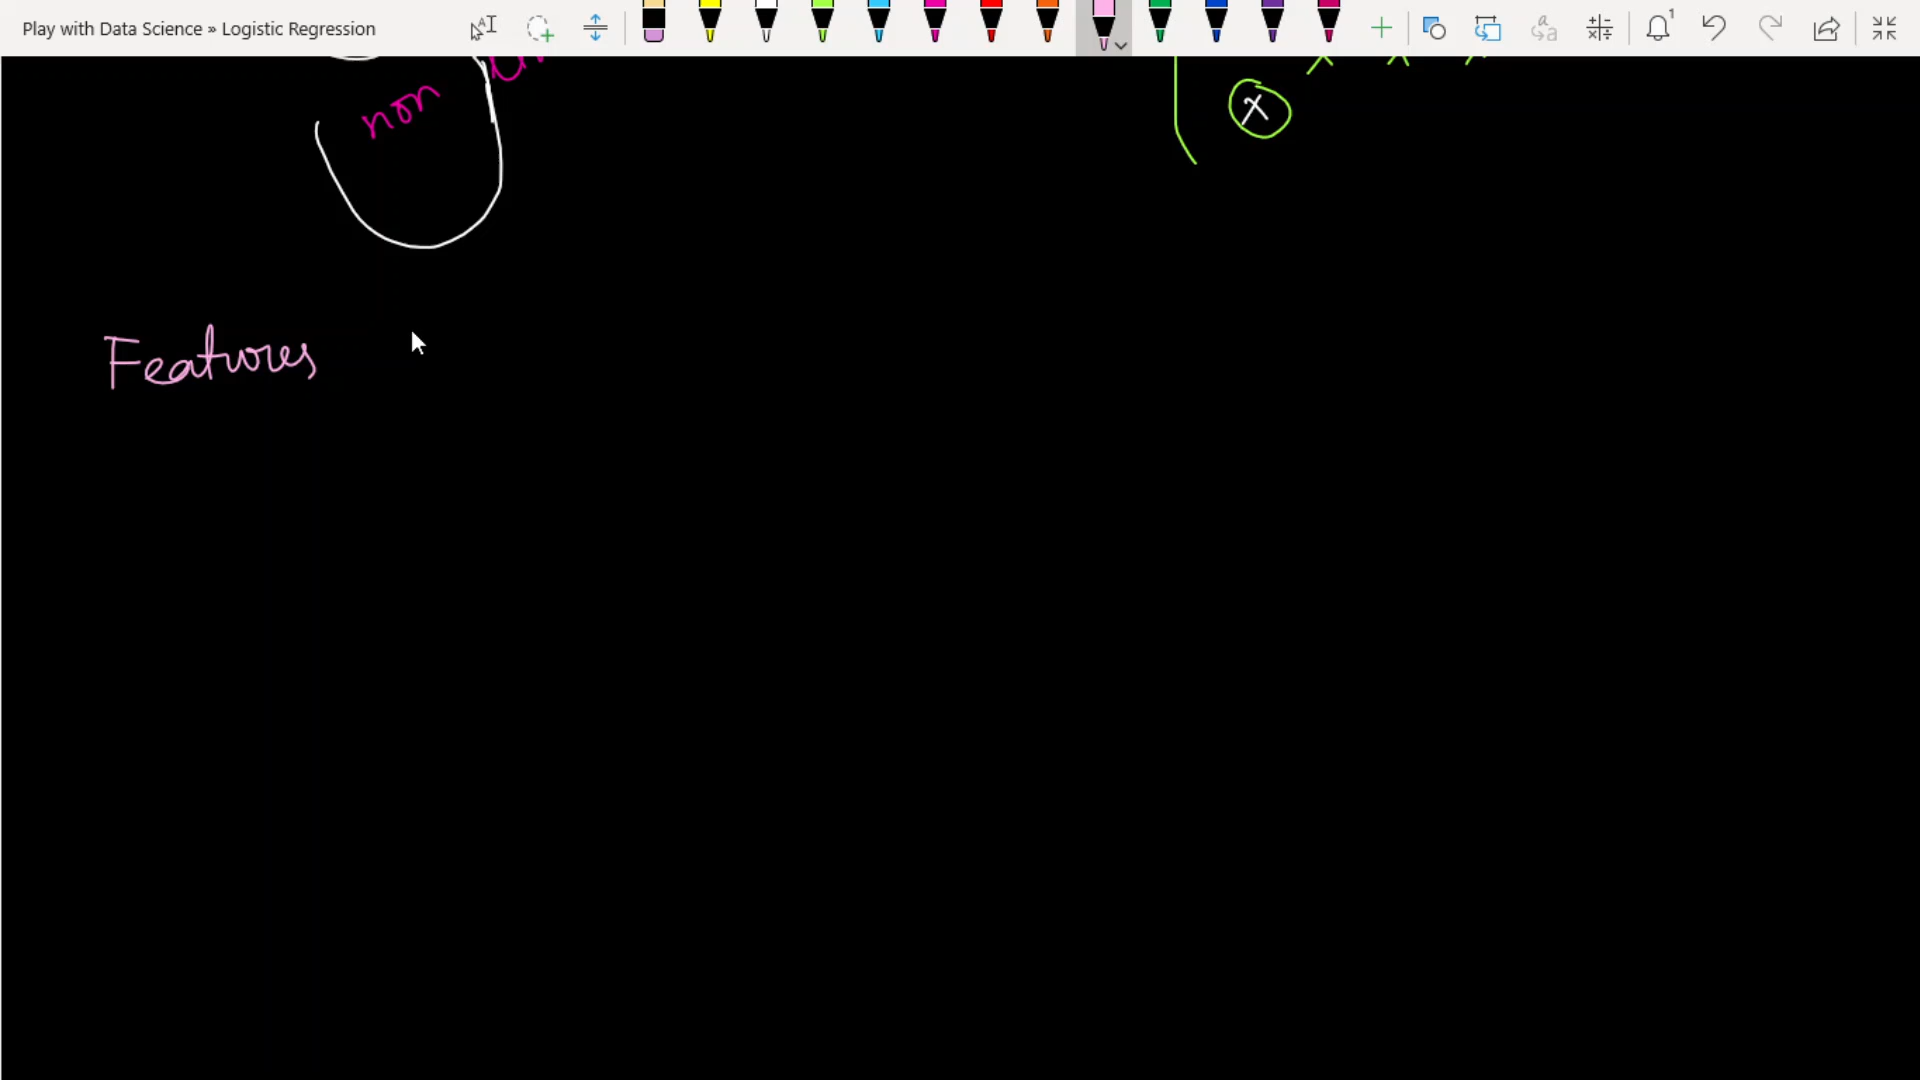 Play with Data Science » Logistic Regression
non
x
Features